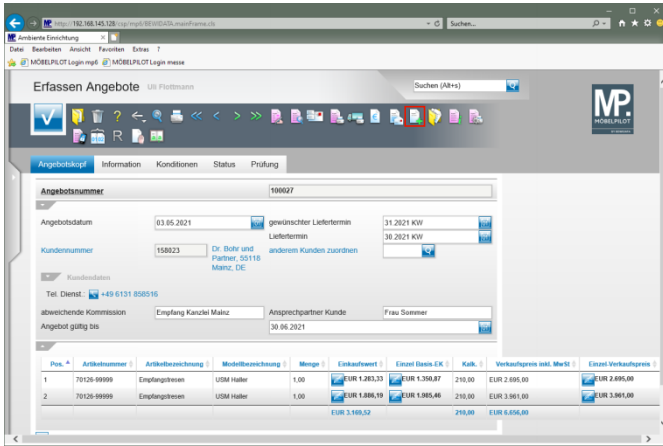 http://192.168.145.128/csp/mp6/BEWIDATA.mainFrame.cls
Suchen...
Ambiente Einrichtung
Datei Bearbeiten Ansicht Favoriten Extras ?
MÖBELPILOT Login mp6 MÖBELPILOT Login messe
Erfassen Angebote Uli Flottmann
Suchen (Alt+s)
MP.
MÖBELPILOT
R
Angebotskopf Information Konditionen Status Prüfung
Angebotsnummer 100027
Angebotsdatum 03.05.2021 gewünschter Liefertermin 31.2021 KW
Liefertermin 30.2021 KW
Kundennummer 158023 Dr. Bohr und anderem Kunden zuordnen
Partner, 55118
Mainz, DE
Kundendaten
Tel. Dienst.: +49 6131 858516
abweichende Kommission Empfang Kanzlei Mainz Ansprechpartner Kunde Frau Sommer
Angebot gültig bis 30.06.2021
Pos. Artikelnummer Artikelbezeichnung Modellbezeichnung Menge Einkaufswert Einzel Basis-EK Kalk. Verkaufspreis inkl. MwSt Einzel-Verkaufspreis
1 70126-99999 Empfangstresen USM Haller 1,00 EUR 1.283,33 EUR 1.350,87 210,00 EUR 2.695,00 EUR 2.695,00
2 70126-99999 Empfangstresen USM Haller 1,00 EUR 1.886,19 EUR 1.985,46 210,00 EUR 3.961,00 EUR 3.961,00
EUR 3.169,52 210,00 EUR 6.656,00